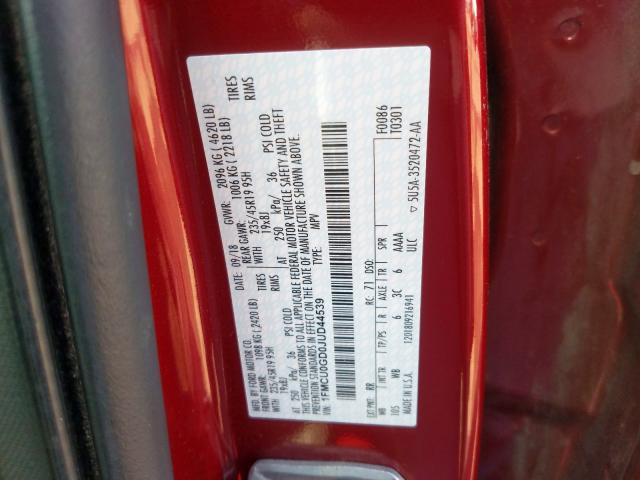 MFD. BY FORD MOTOR CO.
DATE: 09/18 GVWR: 2096 KG ( 4620 LB)
FRONT GAWR: 1098 KG (2420 LB) REAR GAWR: 1006 KG ( 2218 LB)
235/45R19 95H TIRES WITH 235/45R19 95H TIRES
19x8J RIMS 19x8J RIMS
AT 250 kPa/ 36 PSI COLD AT 250 kPa/ 36 PSI COLD
THIS VEHICLE CONFORMS TO ALL APPLICABLE FEDERAL MOTOR VEHICLE SAFETY AND THEFT
STANDARDS IN EFFECT ON THE DATE OF MANUFACTURE SHOWN ABOVE.
VIN: 1FMCU0GD0JUD44539 TYPE: MPV
F0086
T0301
EXT PNT: RR RC: 71 DSO:
WB INT TR TP/PS R AXLE TR SPR
105 WB 6 3C 6 AAAA
MADE IN U.S.A. 1201809216941 ULC
▽ 5U5A-3520472-AA